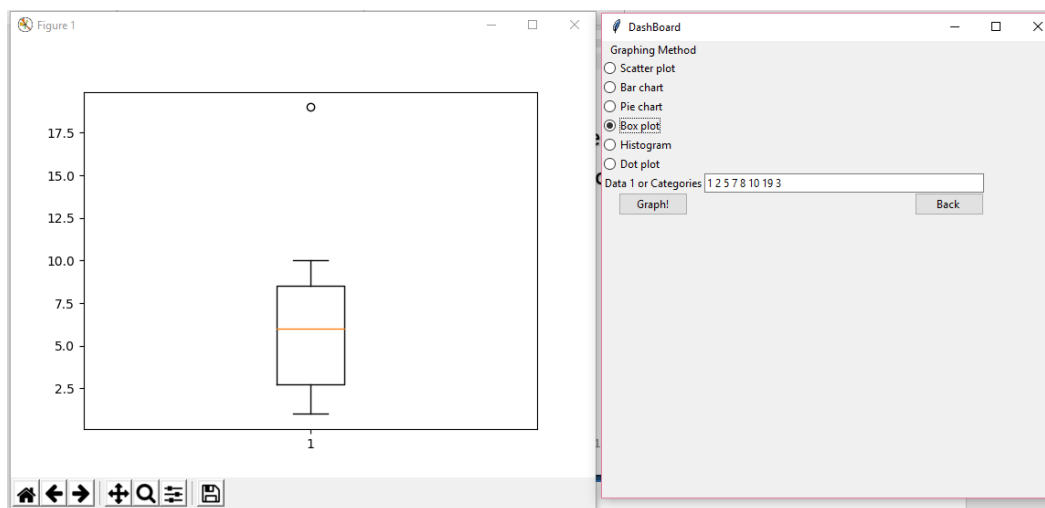 Figure 1
17.5
15.0
12.5
10.0
7.5
5.0
2.5
1
DashBoard
Graphing Method
Scatter plot
Bar chart
Pie chart
Box plot
Histogram
Dot plot
Data 1 or Categories 1 2 5 7 8 10 19 3
Graph! Back